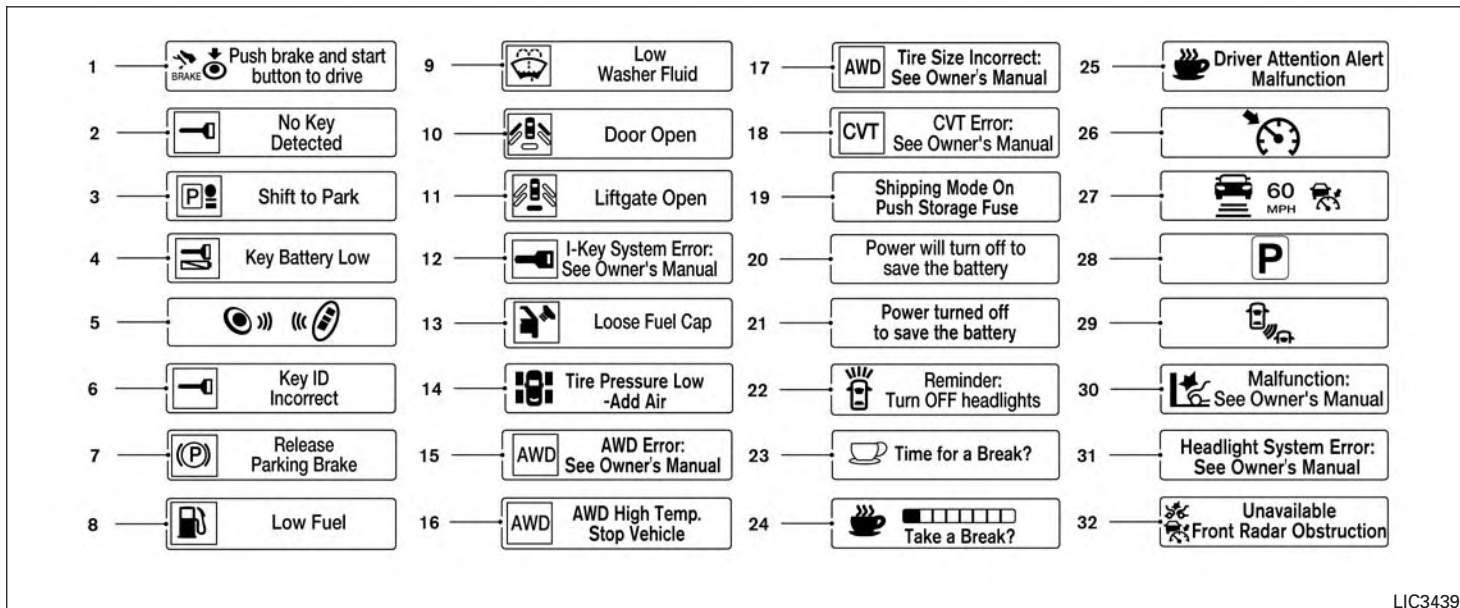 1
BRAKE
Push brake and start
button to drive
2
No Key
Detected
3
P
Shift to Park
4
Key Battery Low
5
6
Key ID
Incorrect
7
P
Release
Parking Brake
8
Low Fuel
9
Low
Washer Fluid
10
Door Open
11
Liftgate Open
12
I-Key System Error:
See Owner's Manual
13
Loose Fuel Cap
14
Tire Pressure Low
-Add Air
15
AWD
AWD Error:
See Owner's Manual
16
AWD
AWD High Temp.
Stop Vehicle
17
AWD
Tire Size Incorrect:
See Owner's Manual
18
CVT
CVT Error:
See Owner's Manual
19
Shipping Mode On
Push Storage Fuse
20
Power will turn off to
save the battery
21
Power turned off
to save the battery
22
Reminder:
Turn OFF headlights
23
Time for a Break?
24
Take a Break?
25
Driver Attention Alert
Malfunction
26
27
60
MPH
28
P
29
30
Malfunction:
See Owner's Manual
31
Headlight System Error:
See Owner's Manual
32
Unavailable
Front Radar Obstruction
LIC3439